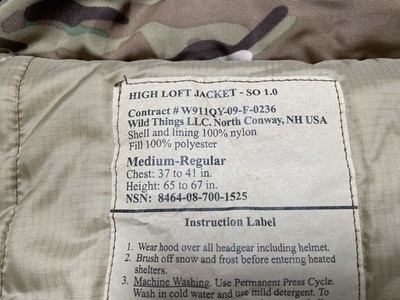 HIGH LOFT JACKET - SO 1.0
Contract # W911QY-09-F-0236
Wild Things LLC. North Conway, NH USA
Shell and lining 100% nylon
Fill 100% polyester
Medium-Regular
Chest: 37 to 41 in.
Height: 65 to 67 in.
NSN: 8464-08-700-1525
Instruction Label
1. Wear hood over all headgear including helmet.
2. Brush off snow and frost before entering heated
shelters.
3. Machine Washing. Use Permanent Press Cycle.
Wash in cold water and use mild detergent. To